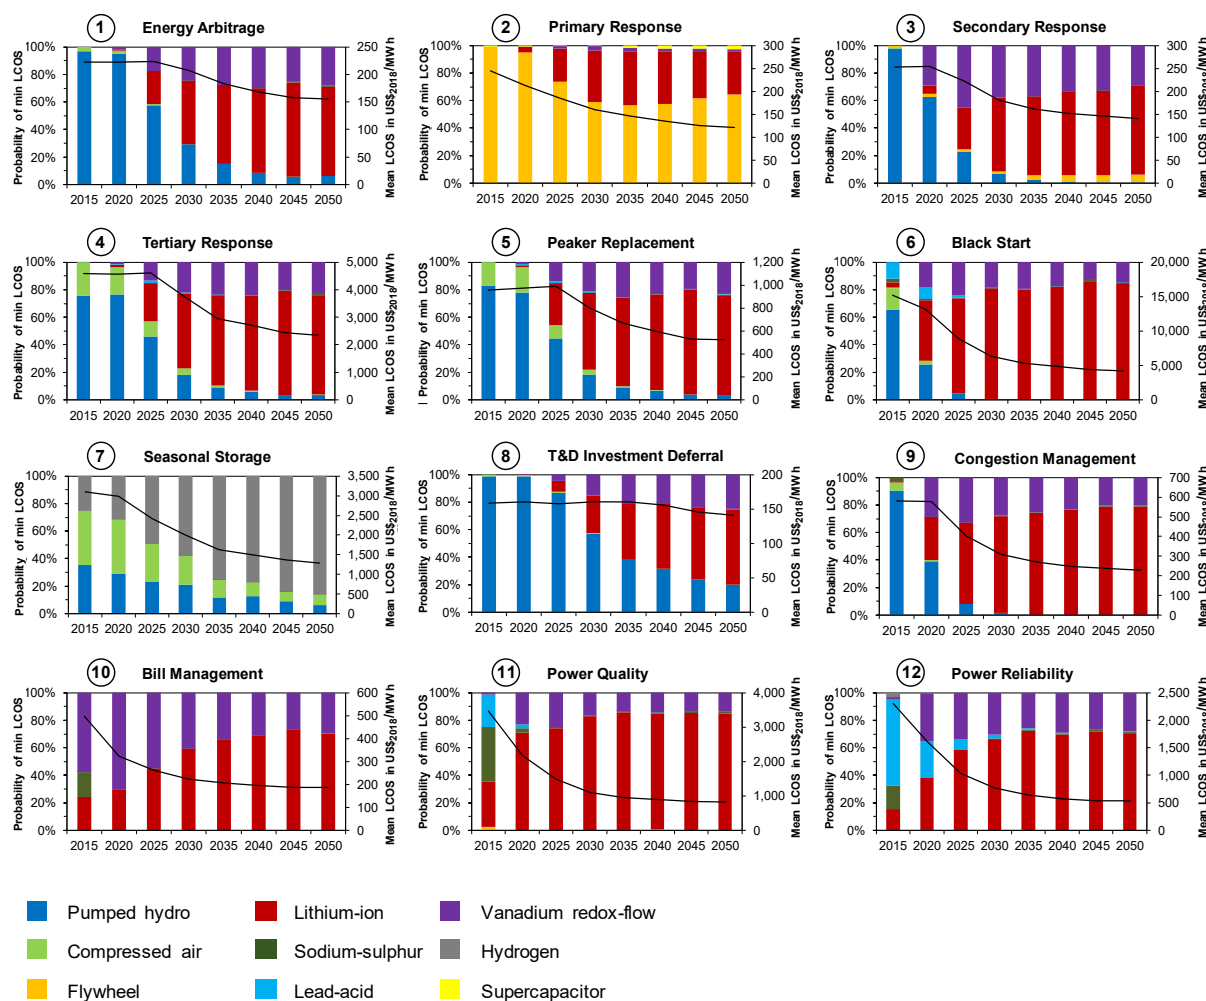 1 Energy Arbitrage
Probability of min LCOS
100%
80%
60%
40%
20%
0%
250
200
150
100
50
0
Mean LCOS in US$2018/MWh
2015 2020 2025 2030 2035 2040 2045 2050
2 Primary Response
Probability of min LCOS
100%
80%
60%
40%
20%
0%
300
250
200
150
100
50
0
Mean LCOS in US$2018/MWh
2015 2020 2025 2030 2035 2040 2045 2050
3 Secondary Response
Probability of min LCOS
100%
80%
60%
40%
20%
0%
300
250
200
150
100
50
0
Mean LCOS in US$2018/MWh
2015 2020 2025 2030 2035 2040 2045 2050
4 Tertiary Response
Probability of min LCOS
100%
80%
60%
40%
20%
0%
5,000
4,000
3,000
2,000
1,000
0
Mean LCOS in US$2018/MWh
2015 2020 2025 2030 2035 2040 2045 2050
5 Peaker Replacement
Probability of min LCOS
100%
80%
60%
40%
20%
0%
1,200
1,000
800
600
400
200
0
Mean LCOS in US$2018/MWh
2015 2020 2025 2030 2035 2040 2045 2050
6 Black Start
Probability of min LCOS
100%
80%
60%
40%
20%
0%
20,000
15,000
10,000
5,000
0
Mean LCOS in US$2018/MWh
2015 2020 2025 2030 2035 2040 2045 2050
7 Seasonal Storage
Probability of min LCOS
100%
80%
60%
40%
20%
0%
3,500
3,000
2,500
2,000
1,500
1,000
500
0
Mean LCOS in US$2018/MWh
2015 2020 2025 2030 2035 2040 2045 2050
8 T&D Investment Deferral
Probability of min LCOS
100%
80%
60%
40%
20%
0%
200
150
100
50
0
Mean LCOS in US$2018/MWh
2015 2020 2025 2030 2035 2040 2045 2050
9 Congestion Management
Probability of min LCOS
100%
80%
60%
40%
20%
0%
700
600
500
400
300
200
100
0
Mean LCOS in US$2018/MWh
2015 2020 2025 2030 2035 2040 2045 2050
10 Bill Management
Probability of min LCOS
100%
80%
60%
40%
20%
0%
600
500
400
300
200
100
0
Mean LCOS in US$2018/MWh
2015 2020 2025 2030 2035 2040 2045 2050
11 Power Quality
Probability of min LCOS
100%
80%
60%
40%
20%
0%
4,000
3,000
2,000
1,000
0
Mean LCOS in US$2018/MWh
2015 2020 2025 2030 2035 2040 2045 2050
12 Power Reliability
Probability of min LCOS
100%
80%
60%
40%
20%
0%
2,500
2,000
1,500
1,000
500
0
Mean LCOS in US$2018/MWh
2015 2020 2025 2030 2035 2040 2045 2050
Pumped hydro
Lithium-ion
Vanadium redox-flow
Compressed air
Sodium-sulphur
Hydrogen
Flywheel
Lead-acid
Supercapacitor